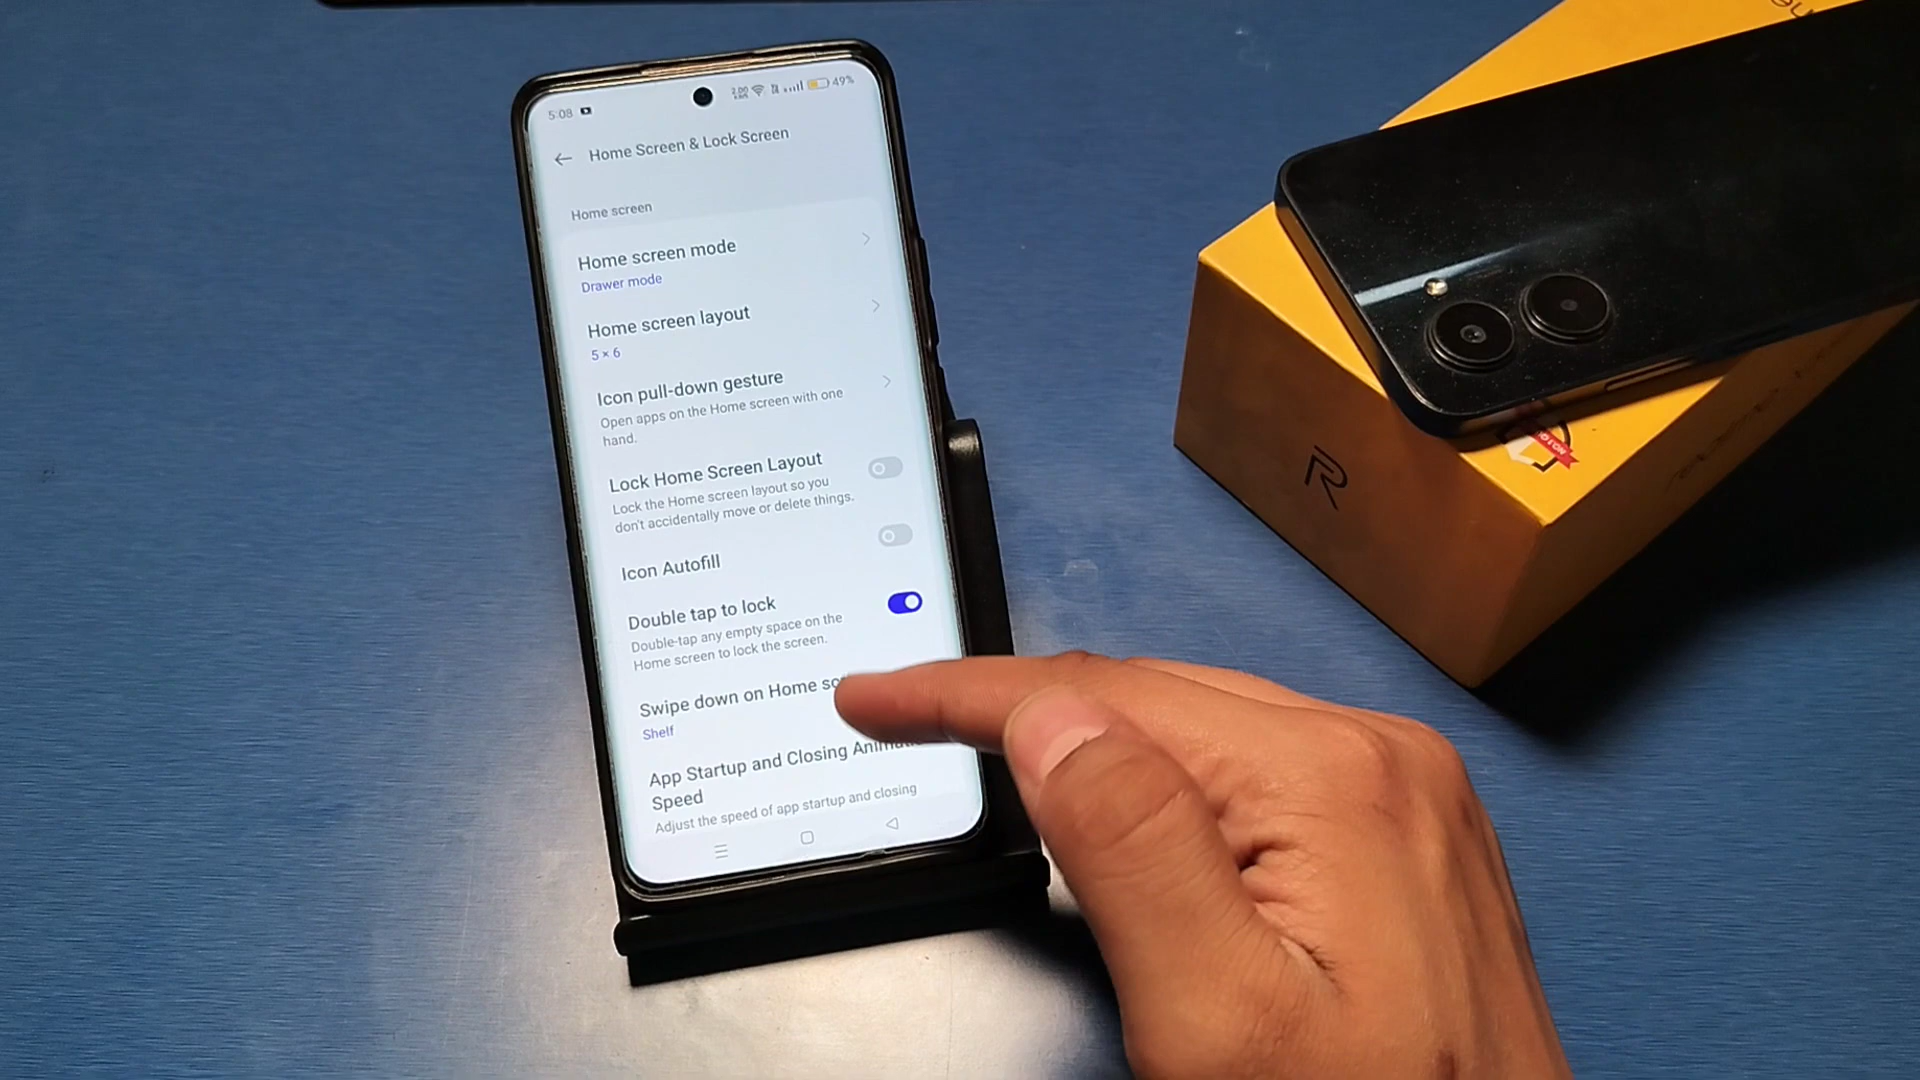 5:08
2.00 49%
Home Screen & Lock Screen
Home screen
Home screen mode
Drawer mode
Home screen layout
5 × 6
Icon pull-down gesture
Open apps on the Home screen with one
hand.
Lock Home Screen Layout
Lock the Home screen layout so you
don't accidentally move or delete things.
Icon Autofill
Double tap to lock
Double-tap any empty space on the
Home screen to lock the screen.
Swipe down on Home
Shelf
App Startup and Closing
Speed
Adjust the speed of app startup and closing
R